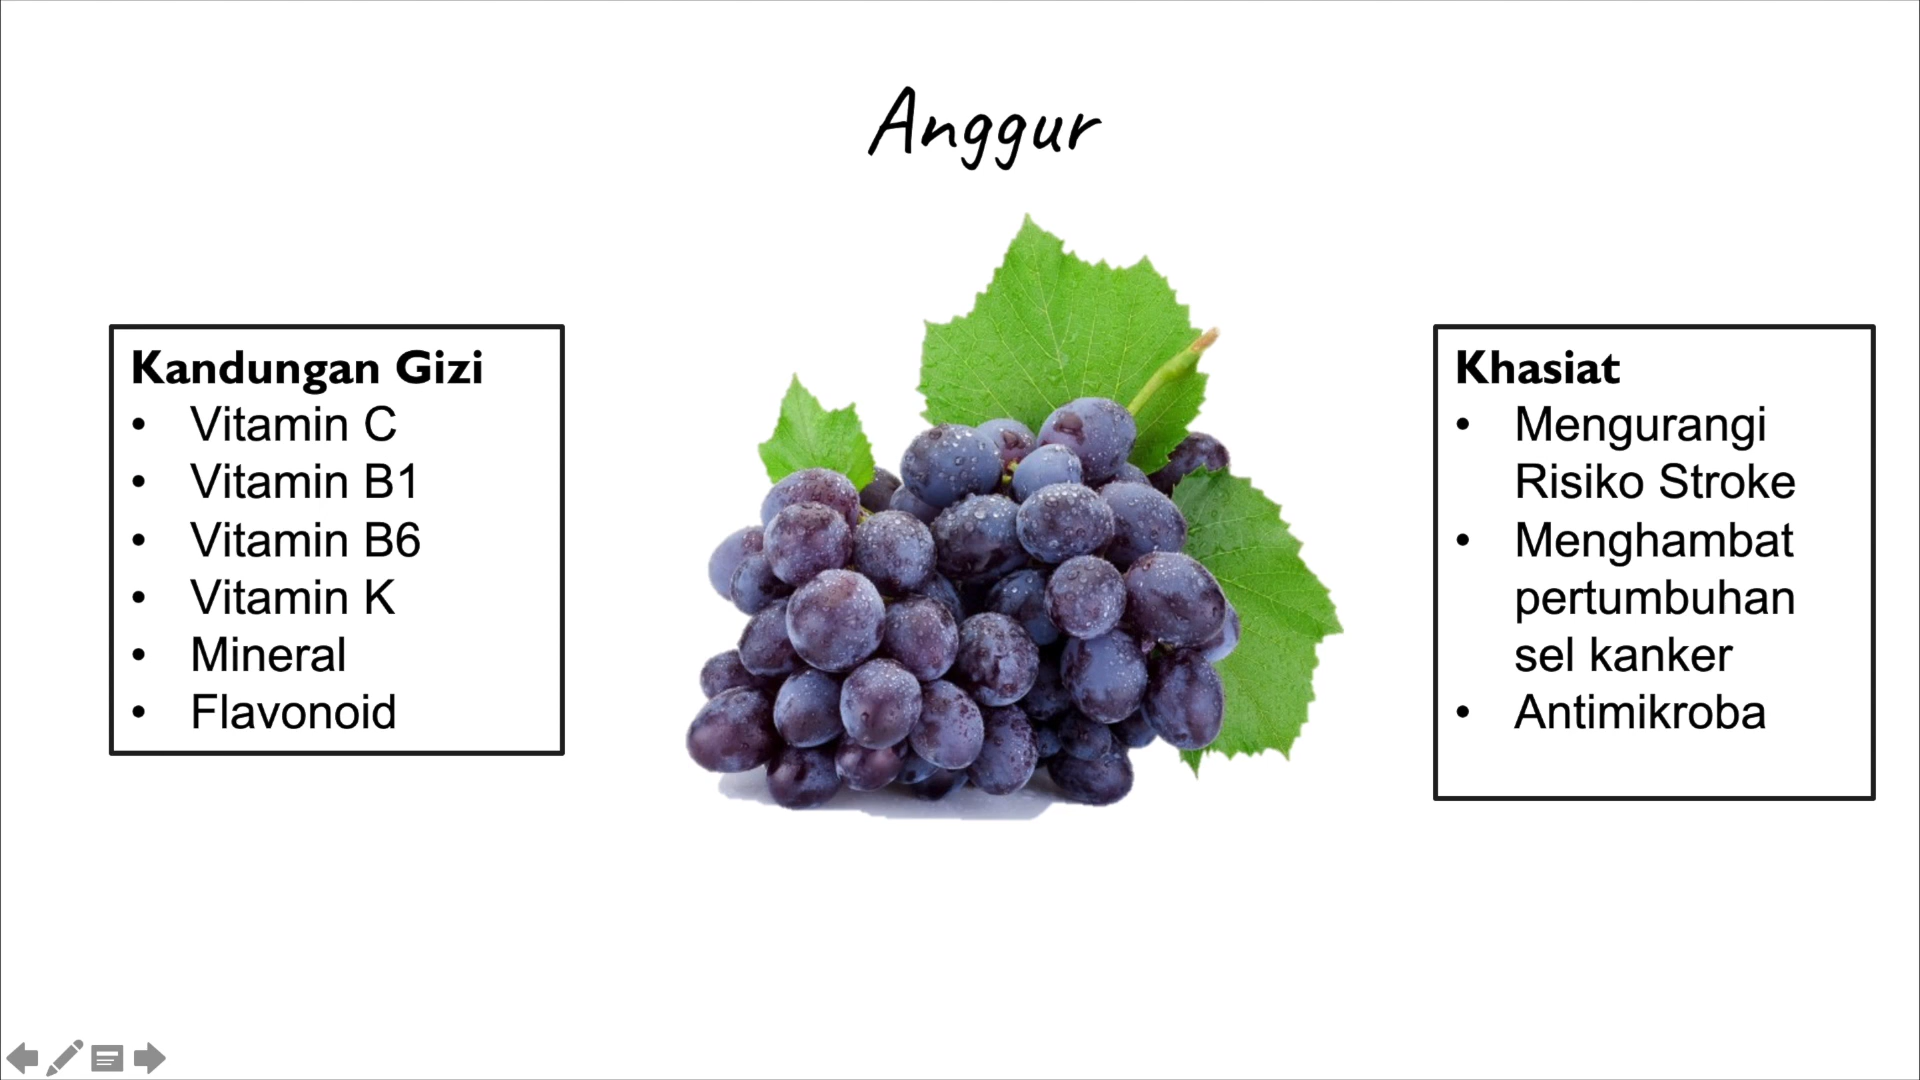 Anggur
Kandungan Gizi
• Vitamin C
• Vitamin B1
• Vitamin B6
• Vitamin K
• Mineral
• Flavonoid
Khasiat
• Mengurangi
Risiko Stroke
• Menghambat
pertumbuhan
sel kanker
• Antimikroba